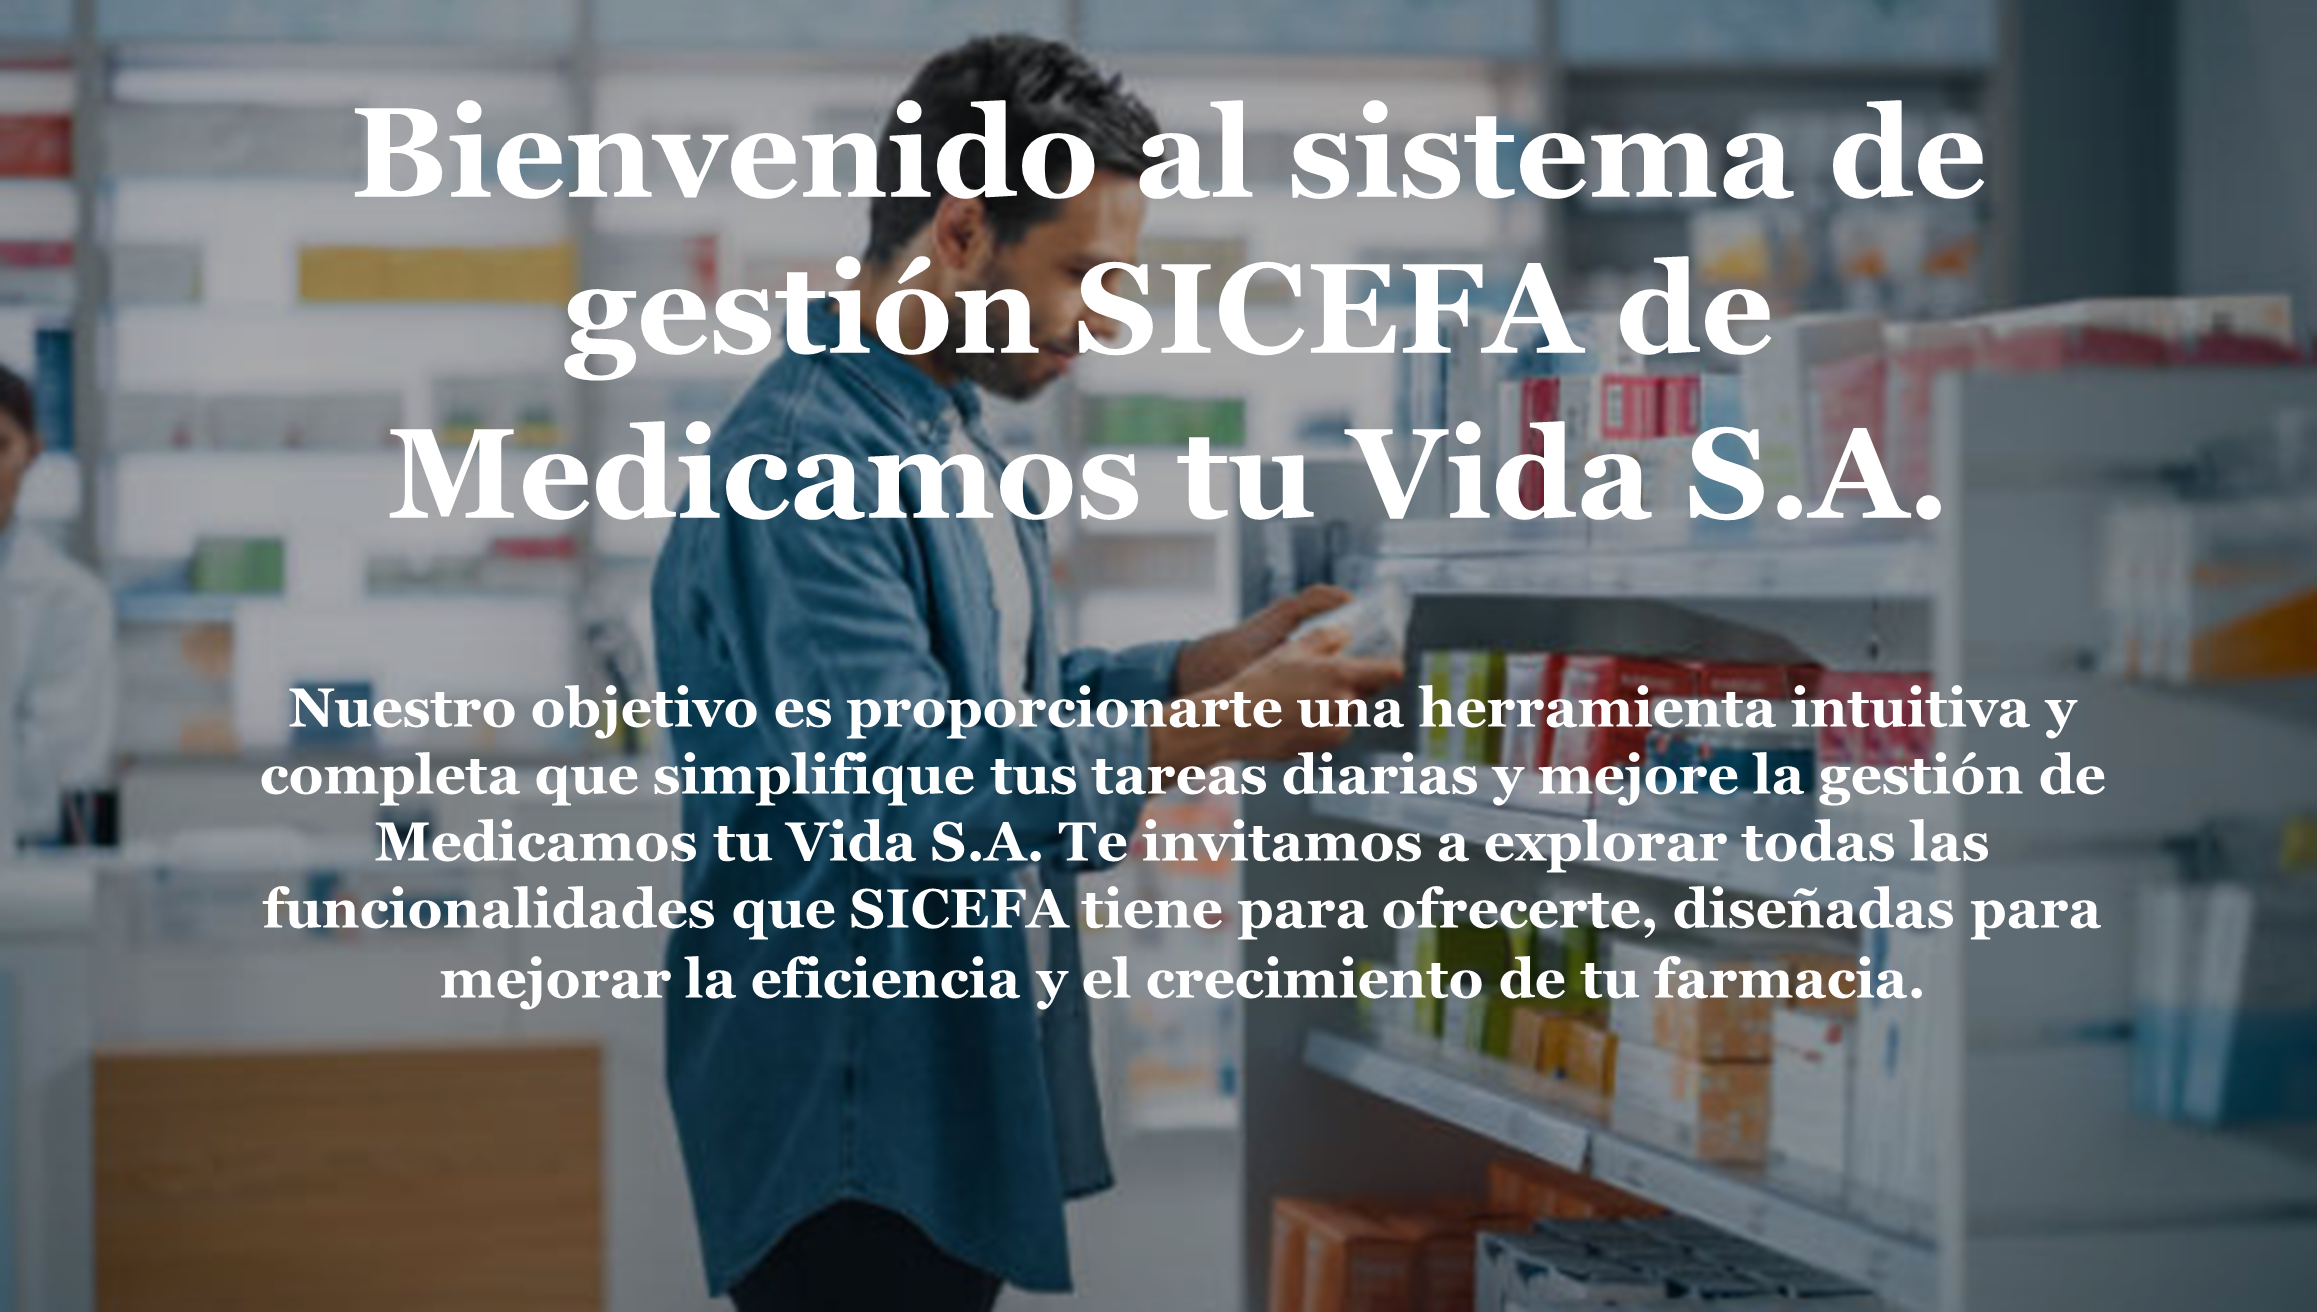 Bienvenido al sistema de
gestión SICEFA de
Medicamos tu Vida S.A.
Nuestro objetivo es proporcionarte una herramienta intuitiva y
completa que simplifique tus tareas diarias y mejore la gestión de
Medicamos tu Vida S.A. Te invitamos a explorar todas las
funcionalidades que SICEFA tiene para ofrecerte, diseñadas para
mejorar la eficiencia y el crecimiento de tu farmacia.